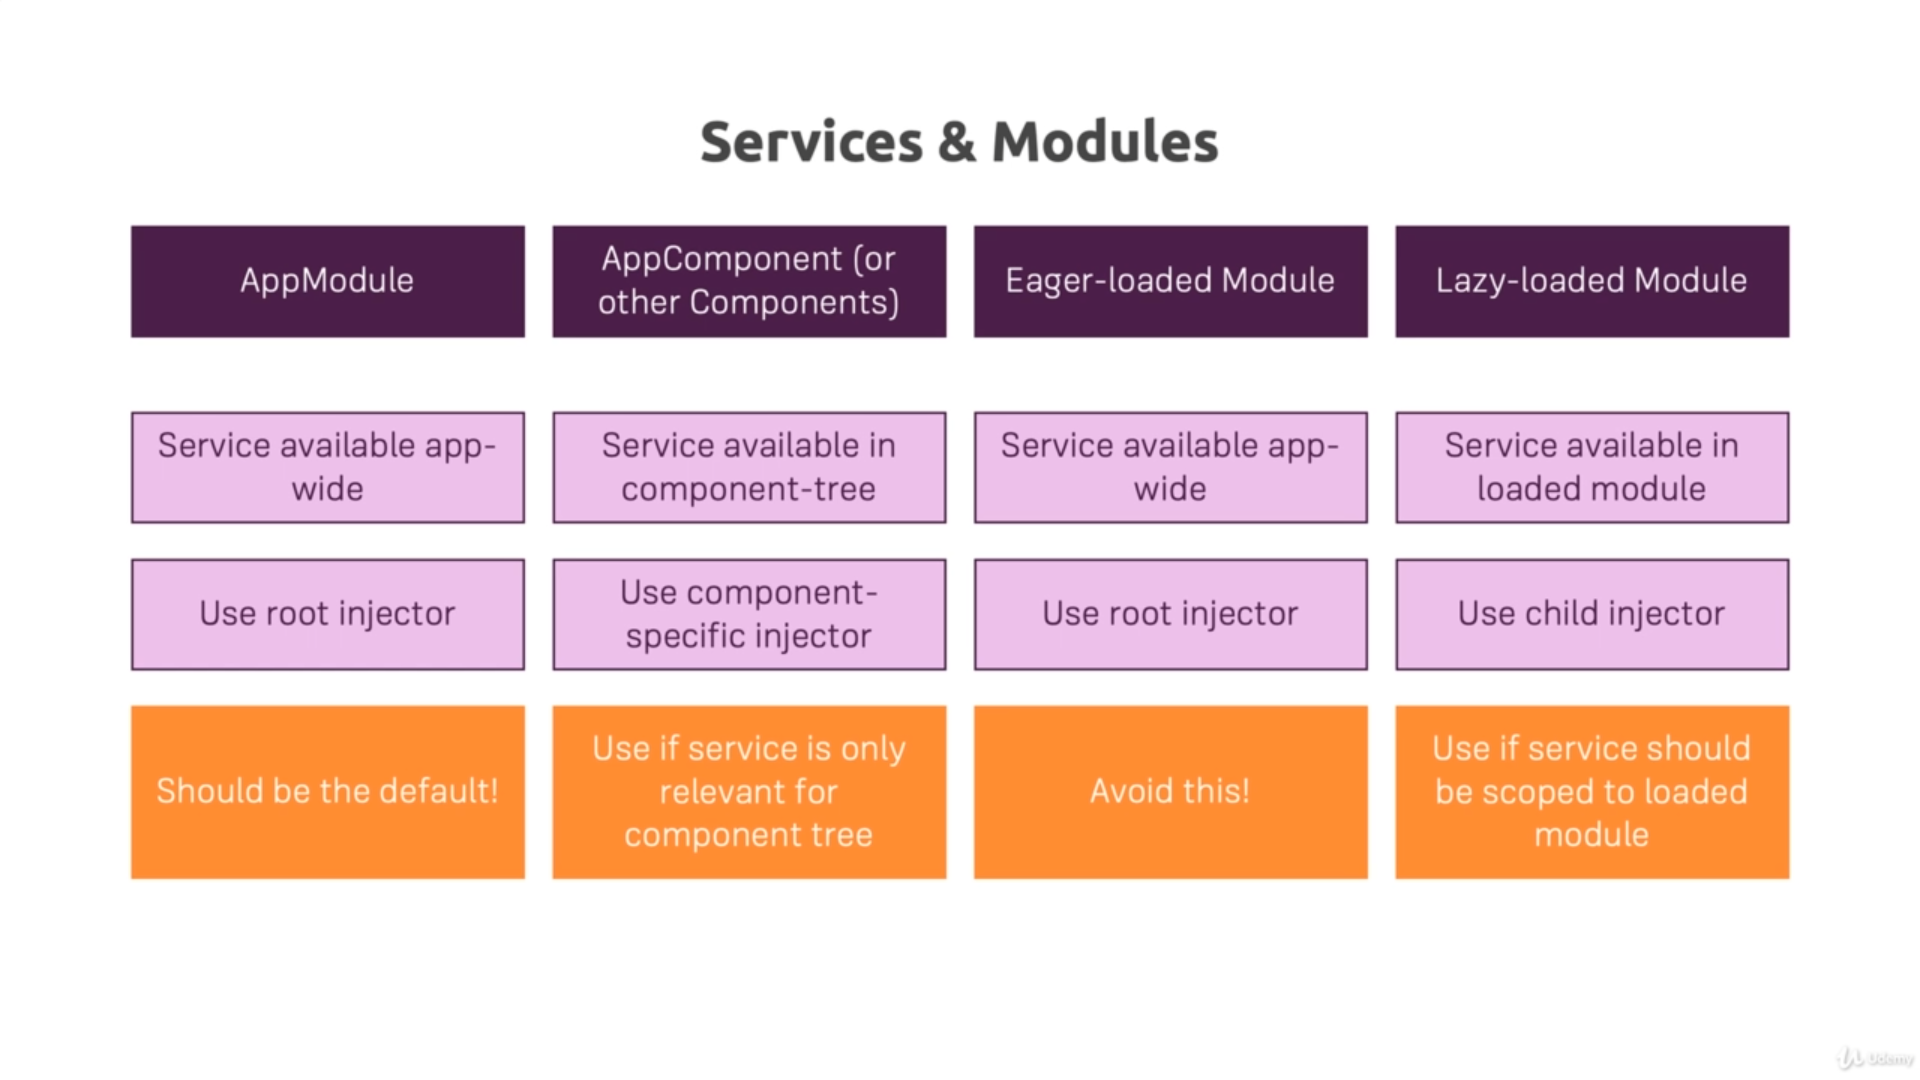 Services & Modules
AppModule
AppComponent (or
other Components)
Eager-loaded Module
Lazy-loaded Module
Service available app-
wide
Service available in
component-tree
Service available app-
wide
Service available in
loaded module
Use root injector
Use component-
specific injector
Use root injector
Use child injector
Should be the default!
Use if service is only
relevant for
component tree
Avoid this!
Use if service should
be scoped to loaded
module
Udemy